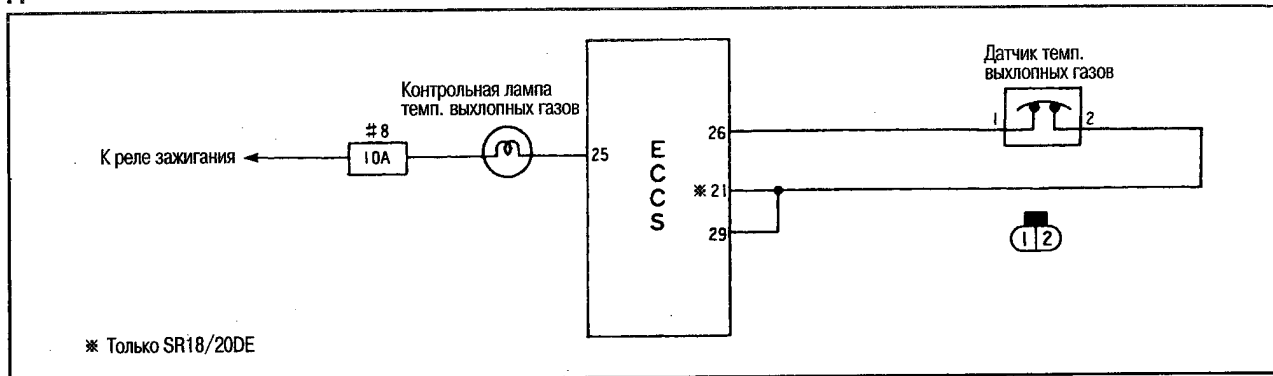 Контрольная лампа
темп. выхлопных газов
Датчик темп.
выхлопных газов
К реле зажигания
#8
10A
25
E
C
C
S
26
※ 21
29
1
2
1 2
※ Только SR18/20DE